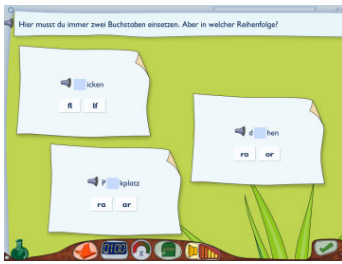 Hier musst du immer zwei Buchstaben einsetzen. Aber in welcher Reihenfolge?
icken
fl lf
d hen
ro or
P kplatz
ra ar